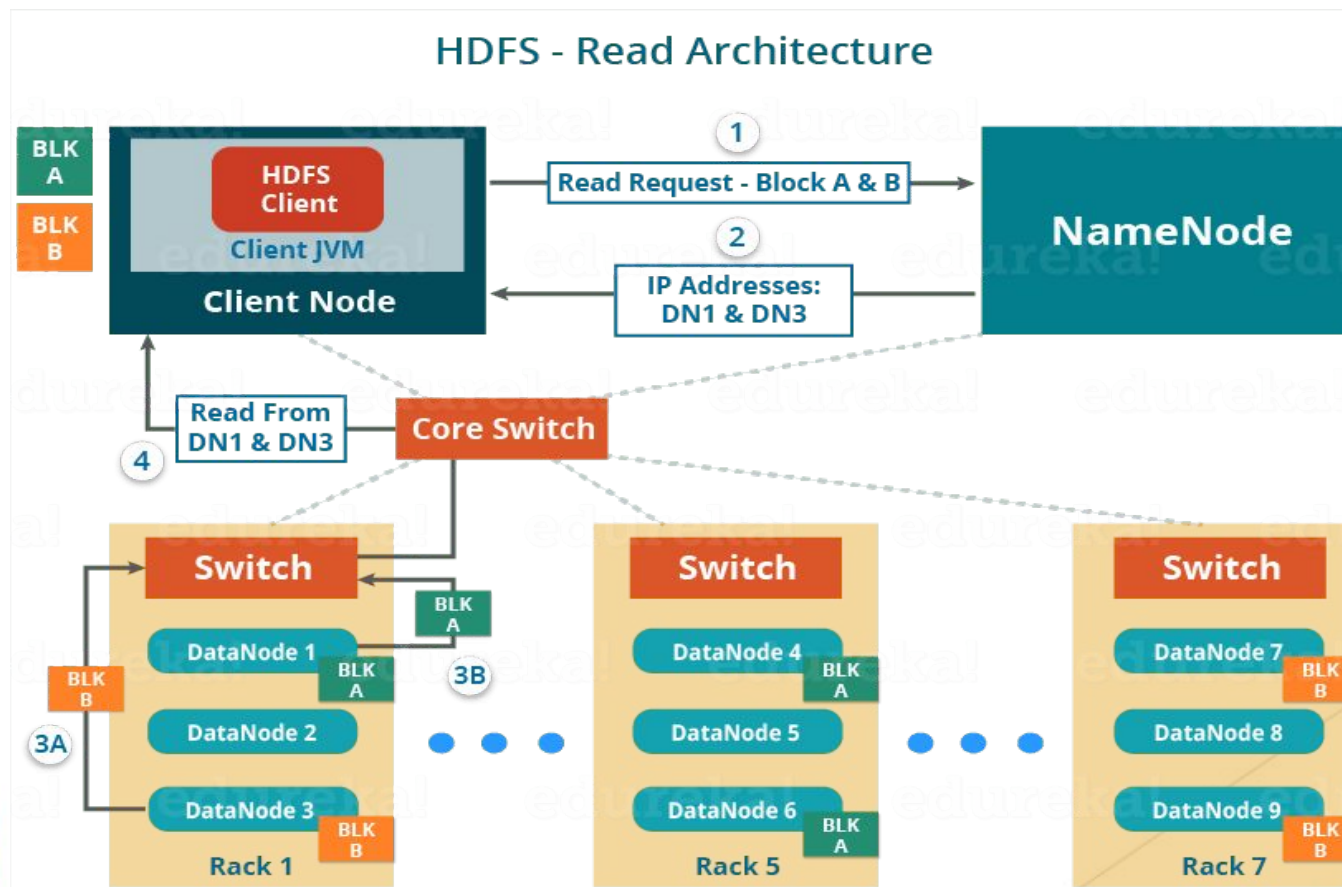 HDFS - Read Architecture
BLK
A
BLK
B
HDFS
Client
Client JVM
Client Node
1
Read Request - Block A & B
2
IP Addresses:
DN1 & DN3
NameNode
Read From
DN1 & DN3
4
Core Switch
Switch
BLK
A
DataNode 1
BLK
A
3B
BLK
B
3A
DataNode 2
DataNode 3
BLK
B
Rack 1
Switch
DataNode 4
BLK
A
DataNode 5
DataNode 6
BLK
A
Rack 5
Switch
DataNode 7
BLK
B
DataNode 8
DataNode 9
BLK
B
Rack 7
edureka!